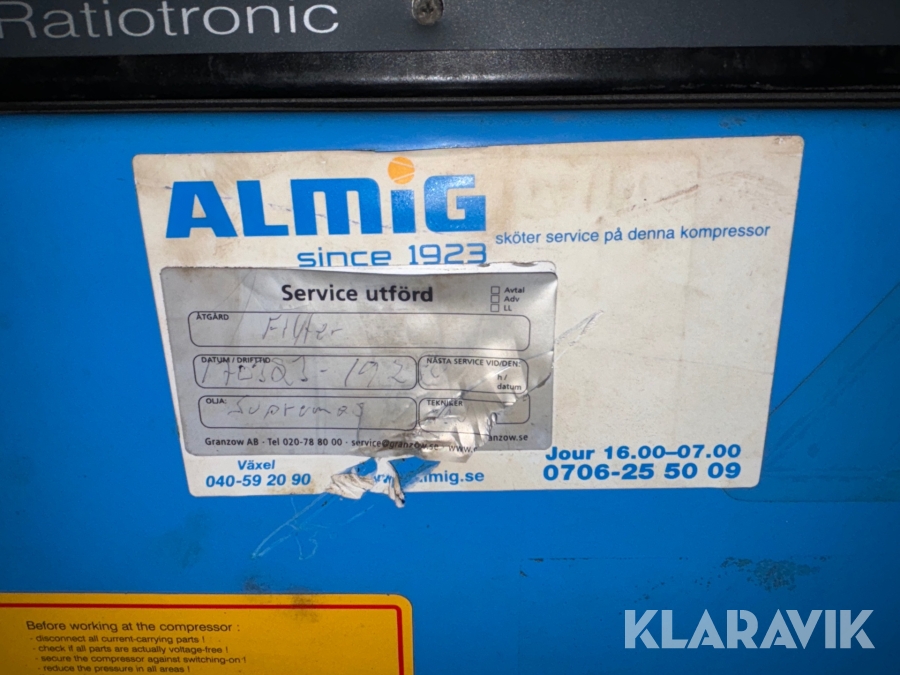 Ratiotronic
ALMiG
since 1923
sköter service på denna kompressor
Service utförd
Avtal
Adv
LL
ÅTGÄRD
Filter
DATUM / DRIFTTID:
NÄSTA SERVICE VID/DEN:
h /
datum
OLJA:
Supremas
TEKNIKER
Granzow AB · Tel 020-78 80 00 · service@granzow.se · www.
anzow.se
Växel
040-59 20 90
Jour 16.00–07.00
0706-25 50 09
Before working at the compressor :
- disconnect all current-carrying parts !
- check if all parts are actually voltage-free !
- secure the compressor against switching-on !
- reduce the pressure in all areas !
KLARAVIK